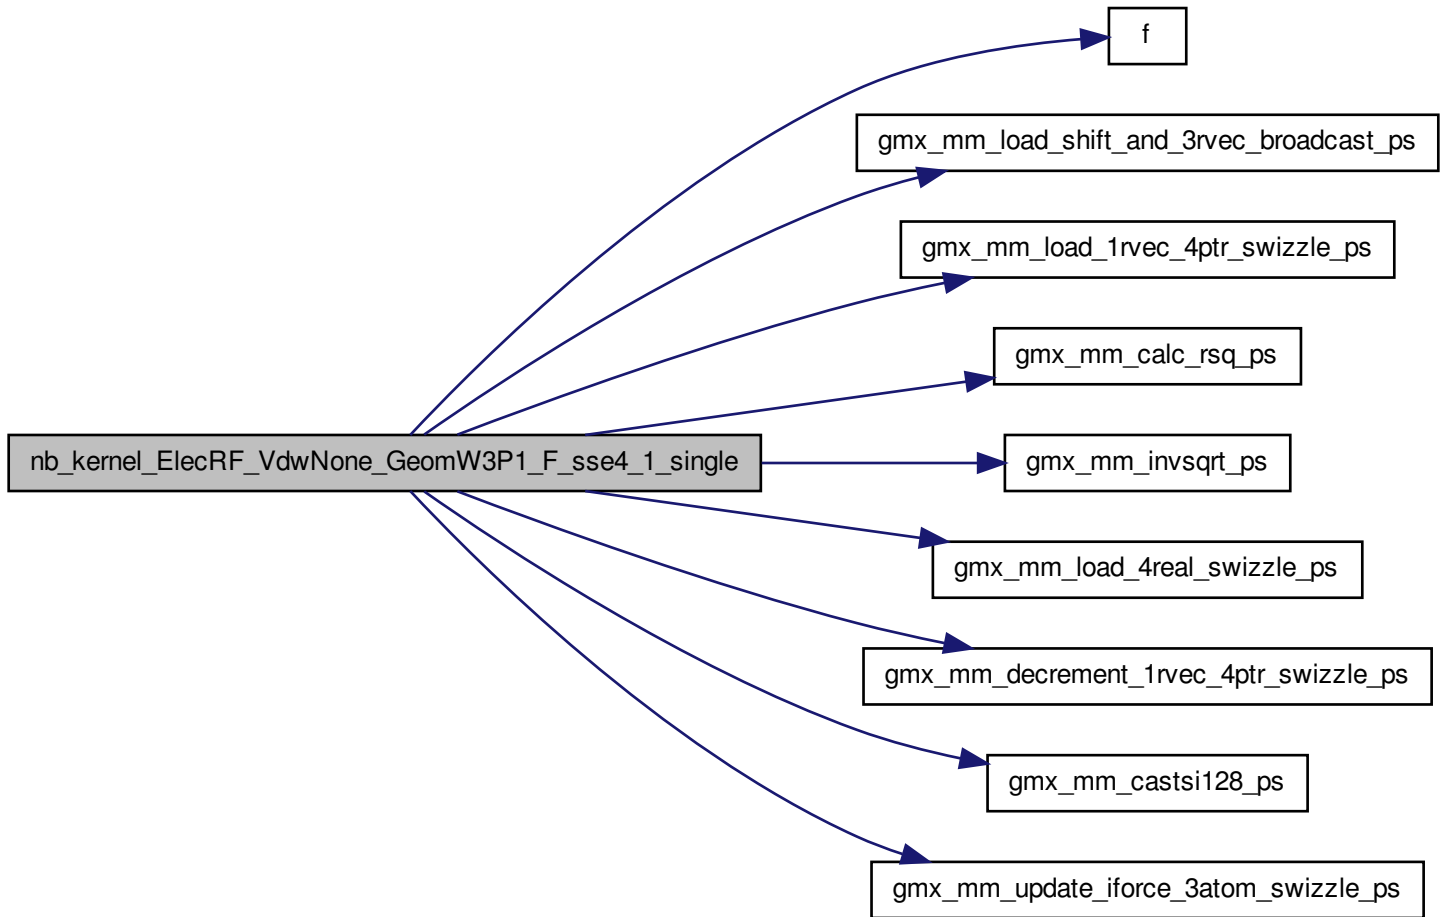 f
gmx_mm_load_shift_and_3rvec_broadcast_ps
gmx_mm_load_1rvec_4ptr_swizzle_ps
gmx_mm_calc_rsq_ps
nb_kernel_ElecRF_VdwNone_GeomW3P1_F_sse4_1_single
gmx_mm_invsqrt_ps
gmx_mm_load_4real_swizzle_ps
gmx_mm_decrement_1rvec_4ptr_swizzle_ps
gmx_mm_castsi128_ps
gmx_mm_update_iforce_3atom_swizzle_ps